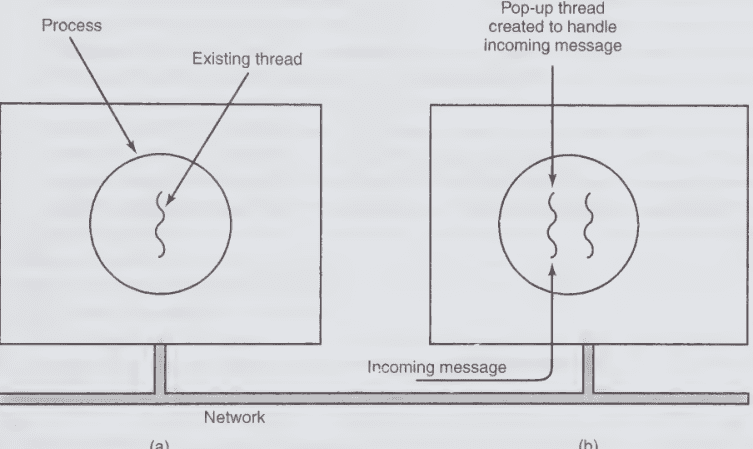 Process
Existing thread
Pop-up thread
created to handle
incoming message
Incoming message
Network
(a)
(b)